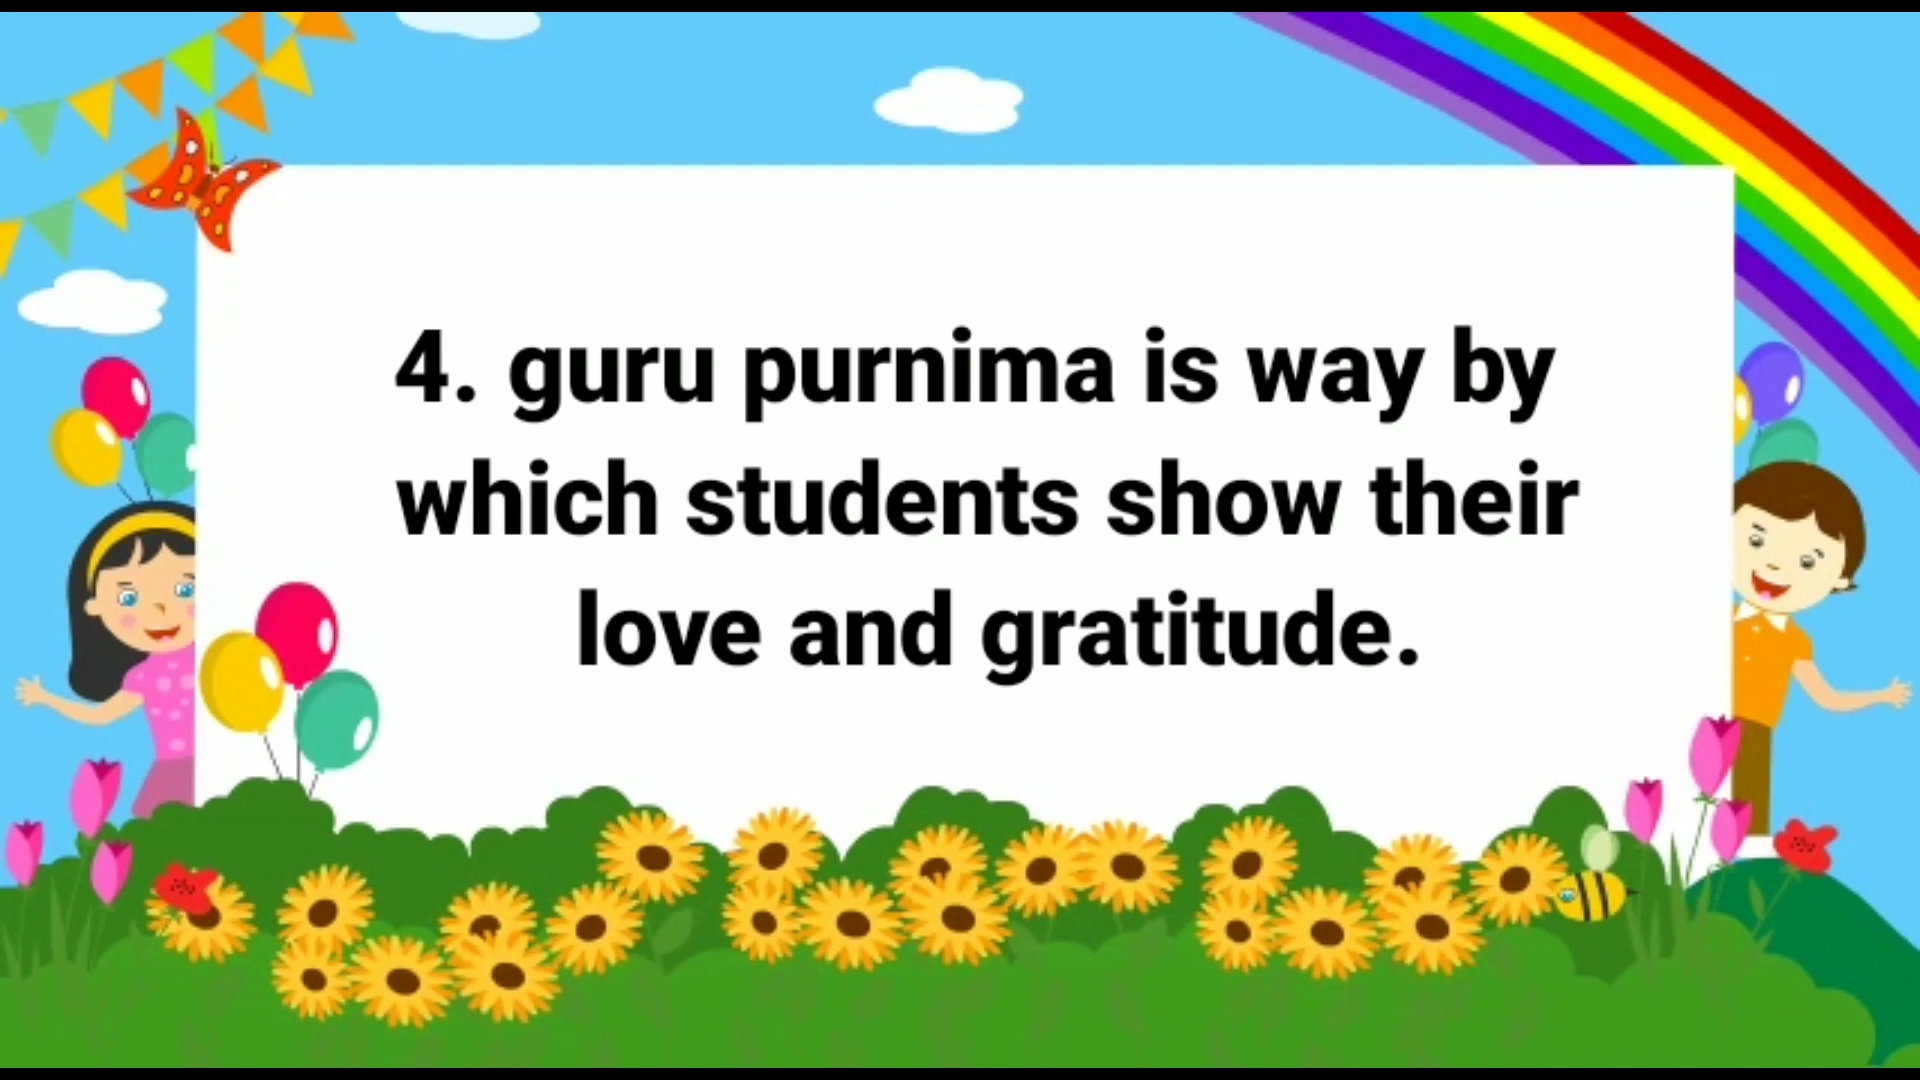 4. guru purnima is way by
which students show their
love and gratitude.